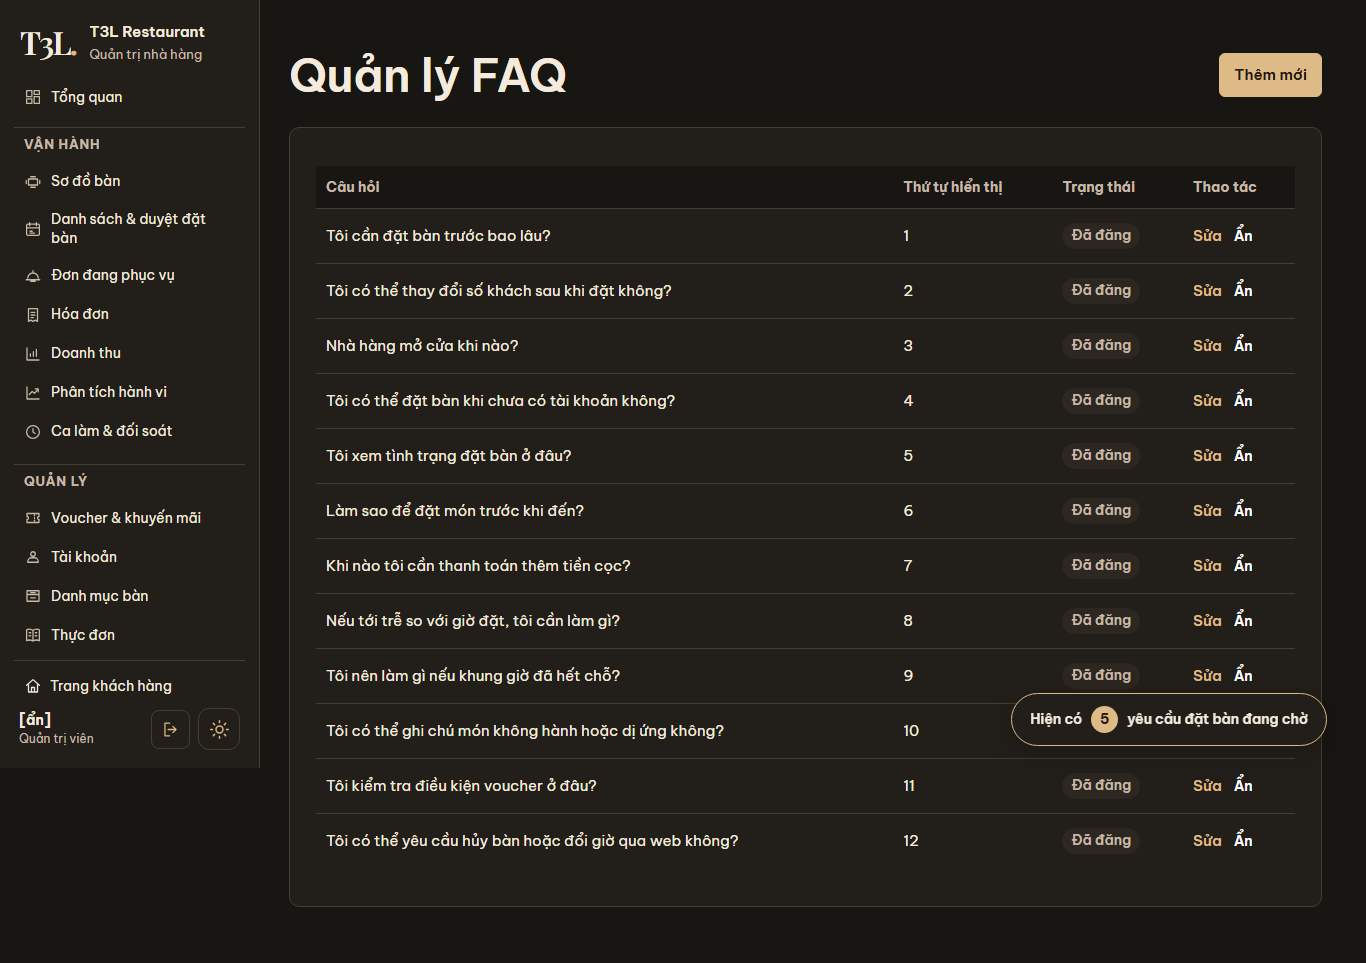 T3L.
T3L Restaurant
Quản trị nhà hàng
Tổng quan
VẬN HÀNH
Sơ đồ bàn
Danh sách & duyệt đặt
bàn
Đơn đang phục vụ
Hóa đơn
Doanh thu
Phân tích hành vi
Ca làm & đối soát
QUẢN LÝ
Voucher & khuyến mãi
Tài khoản
Danh mục bàn
Thực đơn
Trang khách hàng
[ẩn]
Quản trị viên
Quản lý FAQ
Thêm mới
Câu hỏi Thứ tự hiển thị Trạng thái Thao tác
Tôi cần đặt bàn trước bao lâu? 1 Đã đăng Sửa Ẩn
Tôi có thể thay đổi số khách sau khi đặt không? 2 Đã đăng Sửa Ẩn
Nhà hàng mở cửa khi nào? 3 Đã đăng Sửa Ẩn
Tôi có thể đặt bàn khi chưa có tài khoản không? 4 Đã đăng Sửa Ẩn
Tôi xem tình trạng đặt bàn ở đâu? 5 Đã đăng Sửa Ẩn
Làm sao để đặt món trước khi đến? 6 Đã đăng Sửa Ẩn
Khi nào tôi cần thanh toán thêm tiền cọc? 7 Đã đăng Sửa Ẩn
Nếu tới trễ so với giờ đặt, tôi cần làm gì? 8 Đã đăng Sửa Ẩn
Tôi nên làm gì nếu khung giờ đã hết chỗ? 9 Đã đăng Sửa Ẩn
Tôi có thể ghi chú món không hành hoặc dị ứng không? 10
Hiện có 5 yêu cầu đặt bàn đang chờ
Tôi kiểm tra điều kiện voucher ở đâu? 11 Đã đăng Sửa Ẩn
Tôi có thể yêu cầu hủy bàn hoặc đổi giờ qua web không? 12 Đã đăng Sửa Ẩn